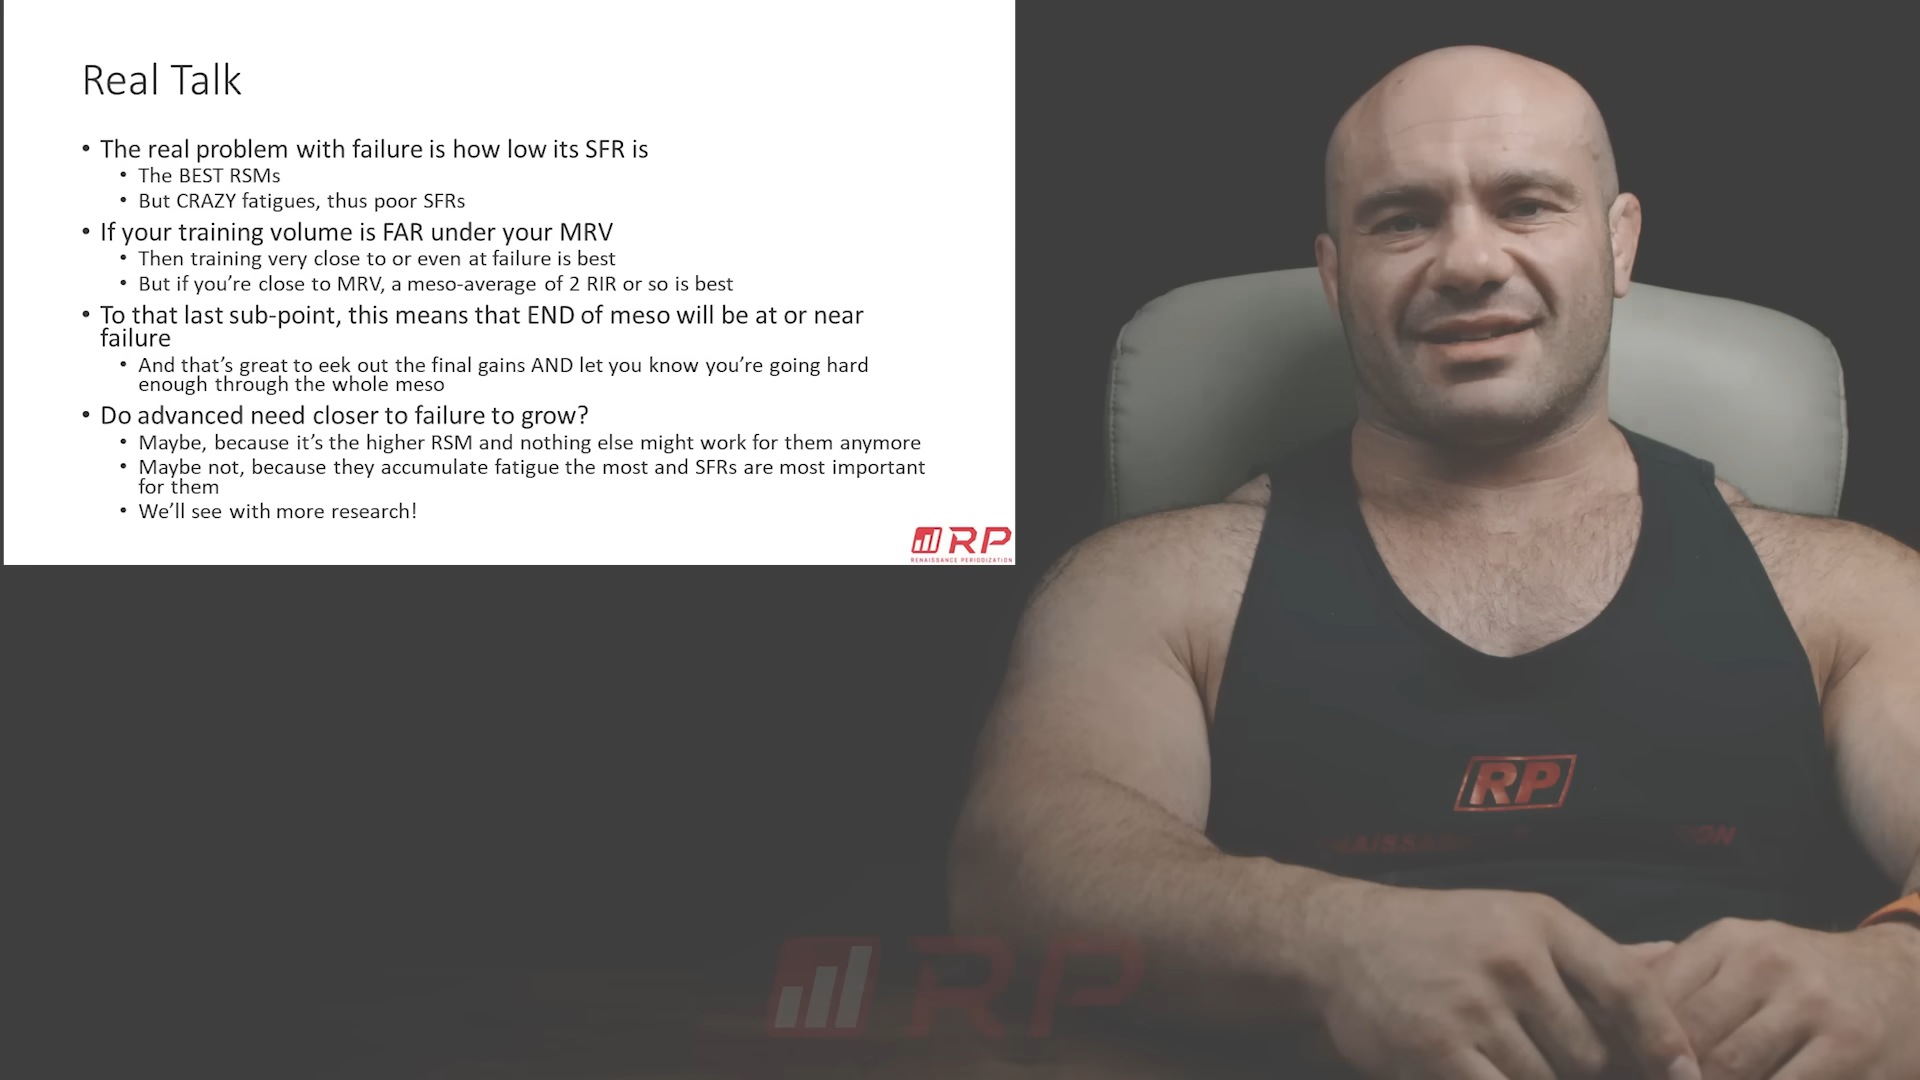 Real Talk
• The real problem with failure is how low its SFR is
• The BEST RSMs
• But CRAZY fatigues, thus poor SFRs
• If your training volume is FAR under your MRV
• Then training very close to or even at failure is best
• But if you’re close to MRV, a meso-average of 2 RIR or so is best
• To that last sub-point, this means that END of meso will be at or near
failure
• And that’s great to eek out the final gains AND let you know you’re going hard
enough through the whole meso
• Do advanced need closer to failure to grow?
• Maybe, because it’s the higher RSM and nothing else might work for them anymore
• Maybe not, because they accumulate fatigue the most and SFRs are most important
for them
• We’ll see with more research!
RP
RENAISSANCE PERIODIZATION
RP
RP